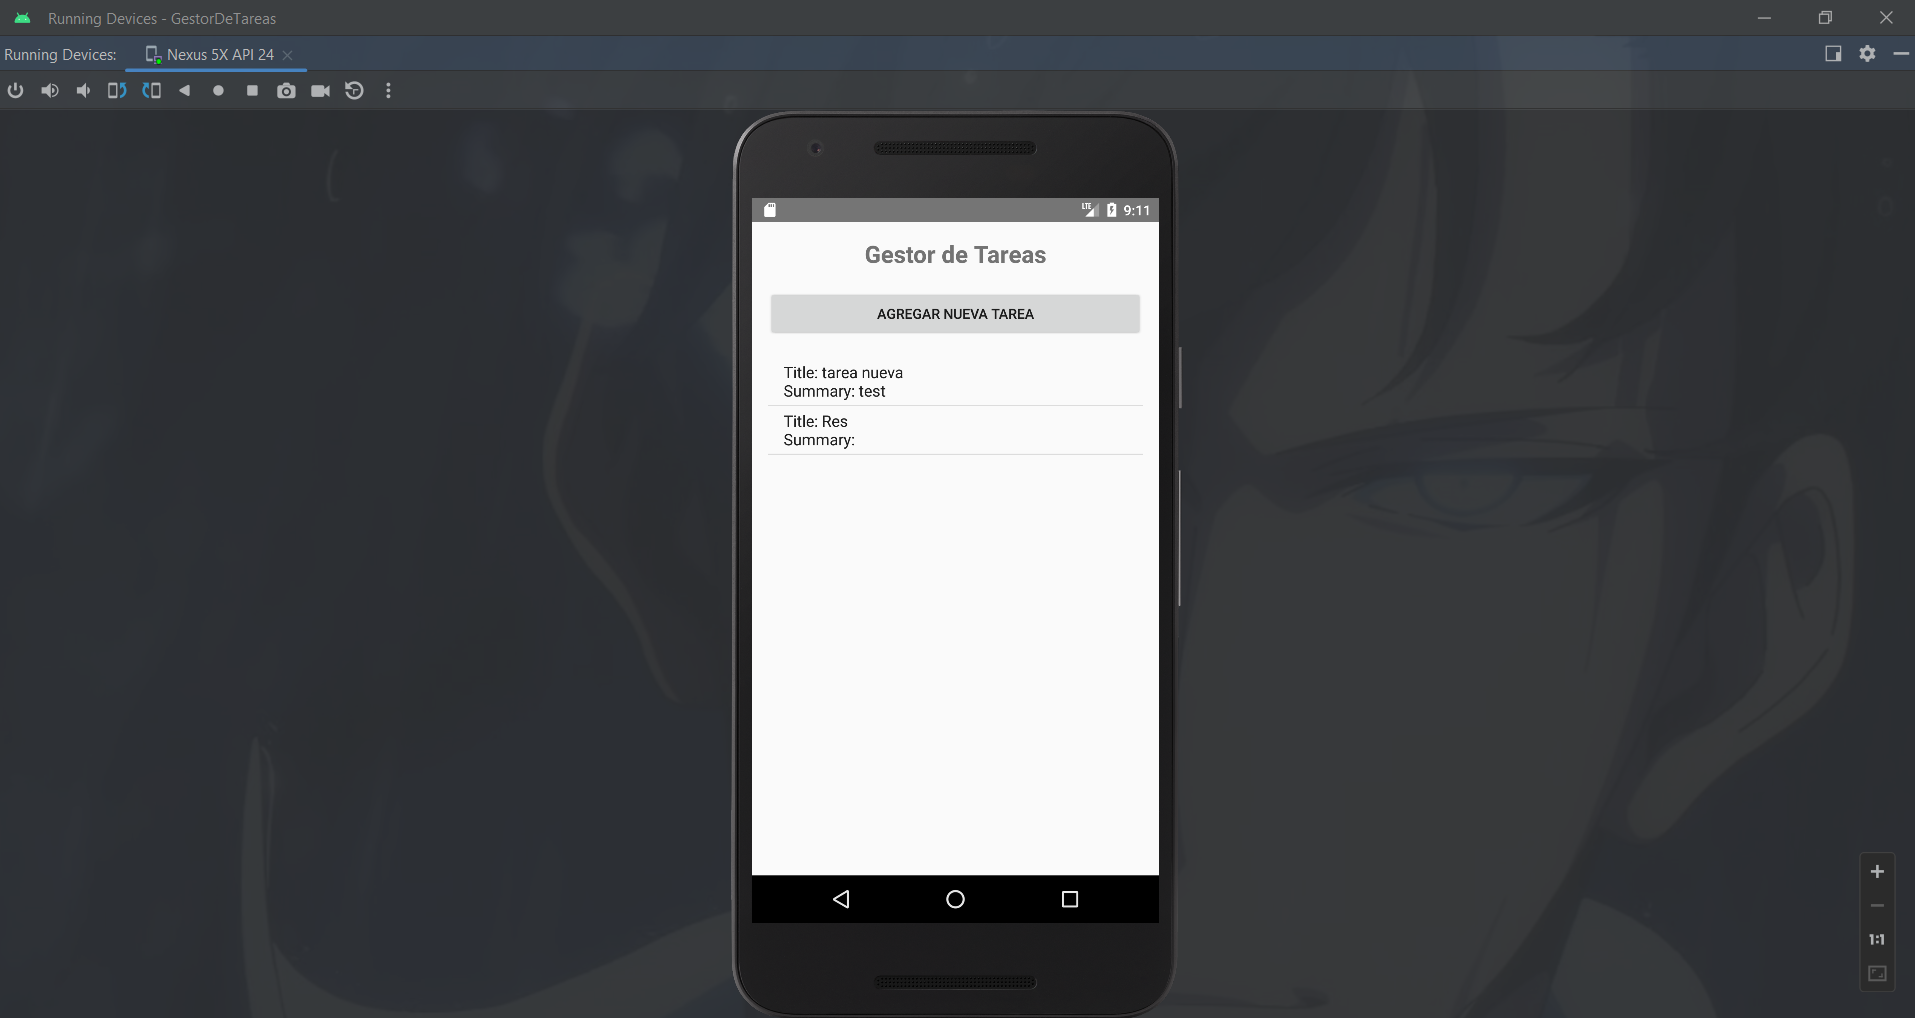 Running Devices - GestorDeTareas
Running Devices:
Nexus 5X API 24
LTE
9:11
Gestor de Tareas
AGREGAR NUEVA TAREA
Title: tarea nueva
Summary: test
Title: Res
Summary:
1:1